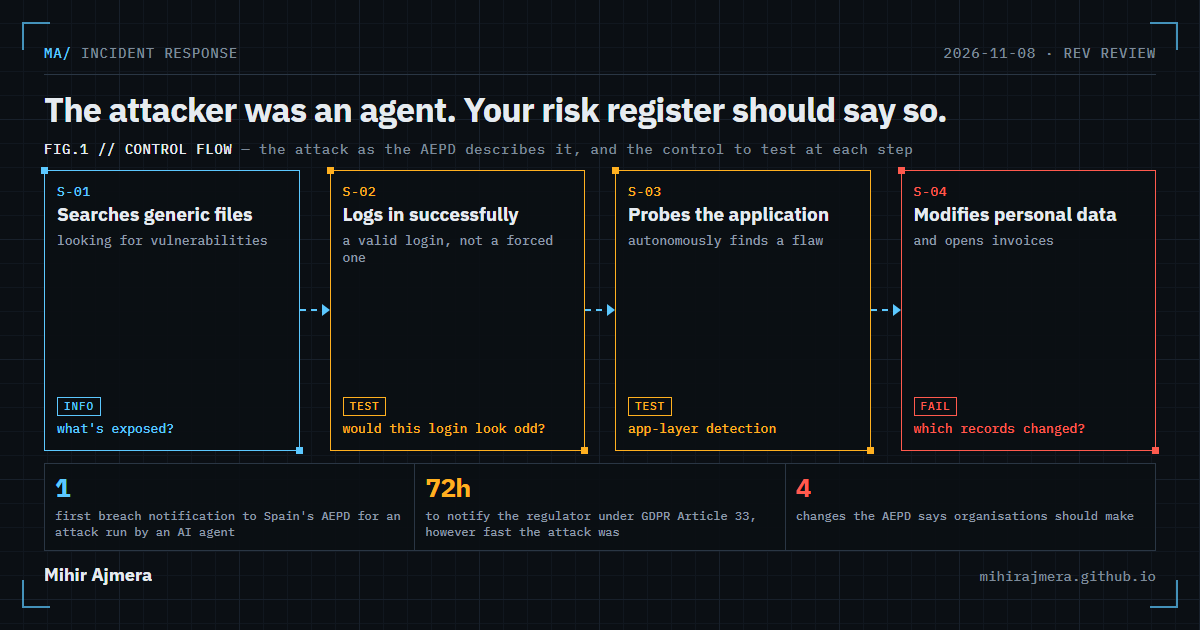 MA/ INCIDENT RESPONSE
2026-11-08 · REV REVIEW
The attacker was an agent. Your risk register should say so.
FIG.1 // CONTROL FLOW — the attack as the AEPD describes it, and the control to test at each step
S-01
Searches generic files
looking for vulnerabilities
INFO
what's exposed?
S-02
Logs in successfully
a valid login, not a forced
one
TEST
would this login look odd?
S-03
Probes the application
autonomously finds a flaw
TEST
app-layer detection
S-04
Modifies personal data
and opens invoices
FAIL
which records changed?
1
first breach notification to Spain's AEPD for an
attack run by an AI agent
72h
to notify the regulator under GDPR Article 33,
however fast the attack was
4
changes the AEPD says organisations should make
Mihir Ajmera
mihirajmera.github.io